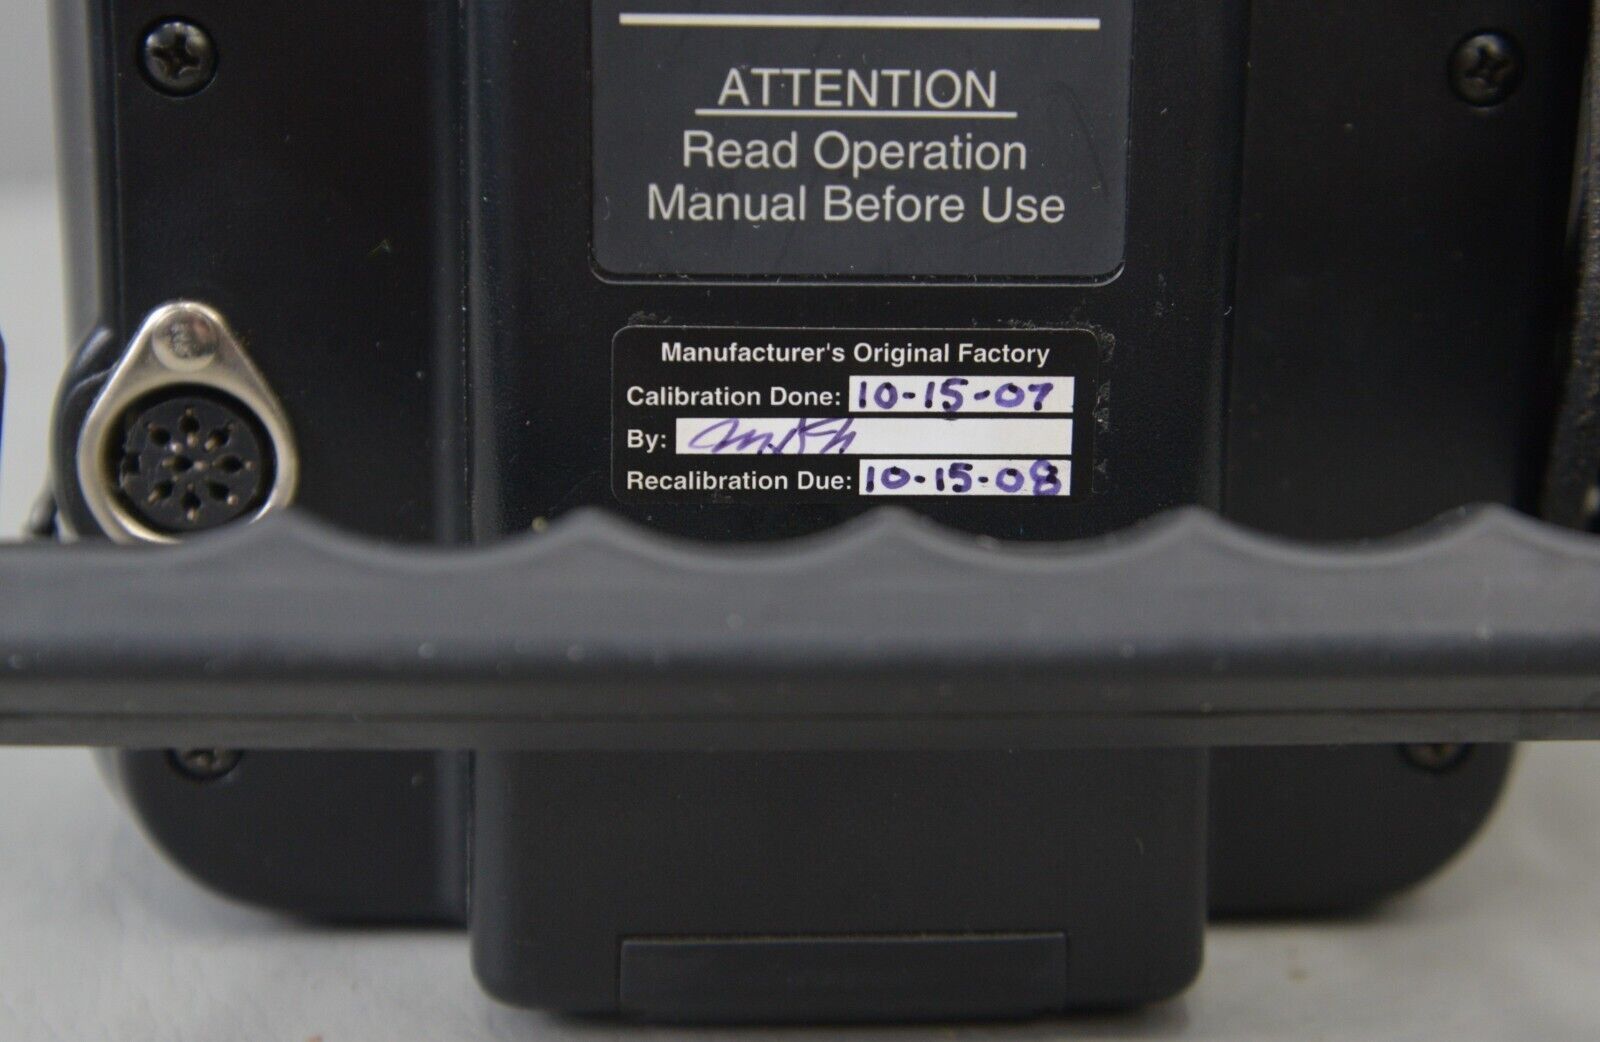 ATTENTION
Read Operation
Manual Before Use
Manufacturer's Original Factory
Calibration Done: 10-15-07
By:
Recalibration Due: 10-15-08